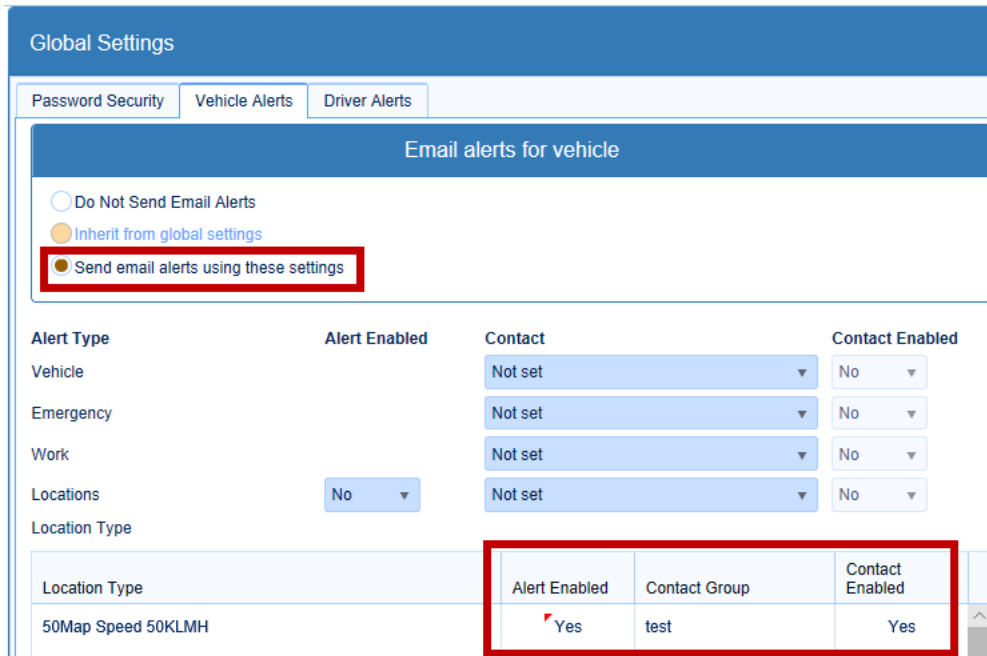 Global Settings
Password Security Vehicle Alerts Driver Alerts
Email alerts for vehicle
Do Not Send Email Alerts
Inherit from global settings
Send email alerts using these settings
Alert Type Alert Enabled Contact Contact Enabled
Vehicle Not set No
Emergency Not set No
Work Not set No
Locations No Not set No
Location Type
Location Type Alert Enabled Contact Group Contact Enabled
50Map Speed 50KLMH Yes test Yes